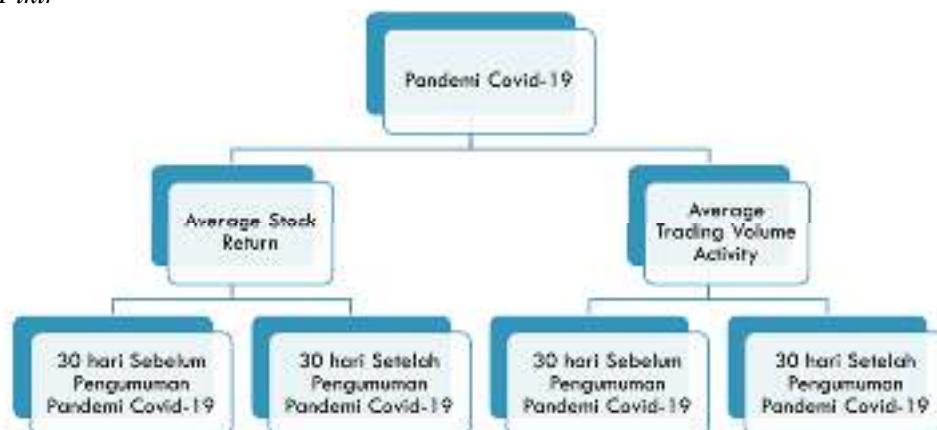 Pandemi Covid-19
Average Stock
Return
Average
Trading Volume
Activity
30 hari Sebelum
Pengumuman
Pandemi Covid-19
30 hari Setelah
Pengumuman
Pandemi Covid-19
30 hari Sebelum
Pengumuman
Pandemi Covid-19
30 hari Setelah
Pengumuman
Pandemi Covid-19